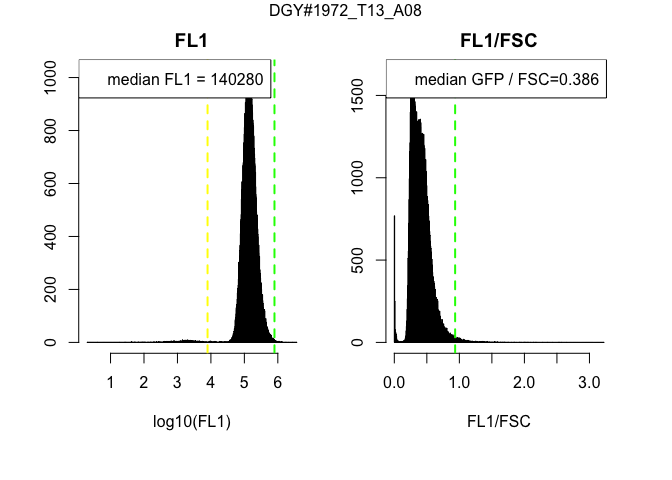 DGY#1972_T13_A08
FL1
median FL1 = 140280
0
200
400
600
800
1000
1 2 3 4 5 6
log10(FL1)
FL1/FSC
median GFP / FSC=0.386
0
500
1000
1500
0.0 1.0 2.0 3.0
FL1/FSC